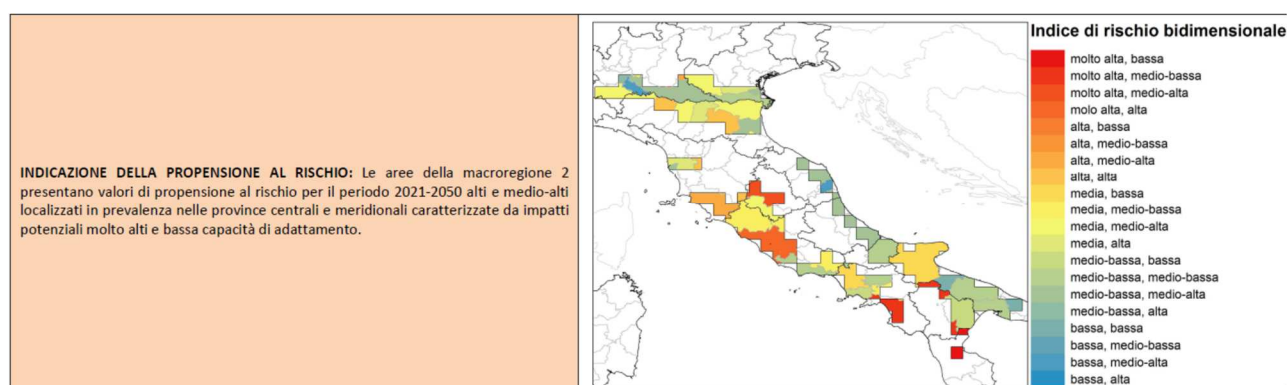 INDICAZIONE DELLA PROPENSIONE AL RISCHIO: Le aree della macroregione 2
presentano valori di propensione al rischio per il periodo 2021-2050 alti e medio-alti
localizzati in prevalenza nelle province centrali e meridionali caratterizzate da impatti
potenziali molto alti e bassa capacità di adattamento.
Indice di rischio bidimensionale
molto alta, bassa
molto alta, medio-bassa
molto alta, medio-alta
molo alta, alta
alta, bassa
alta, medio-bassa
alta, medio-alta
alta, alta
media, bassa
media, medio-bassa
media, medio-alta
media, alta
medio-bassa, bassa
medio-bassa, medio-bassa
medio-bassa, medio-alta
medio-bassa, alta
bassa, bassa
bassa, medio-bassa
bassa, medio-alta
bassa, alta